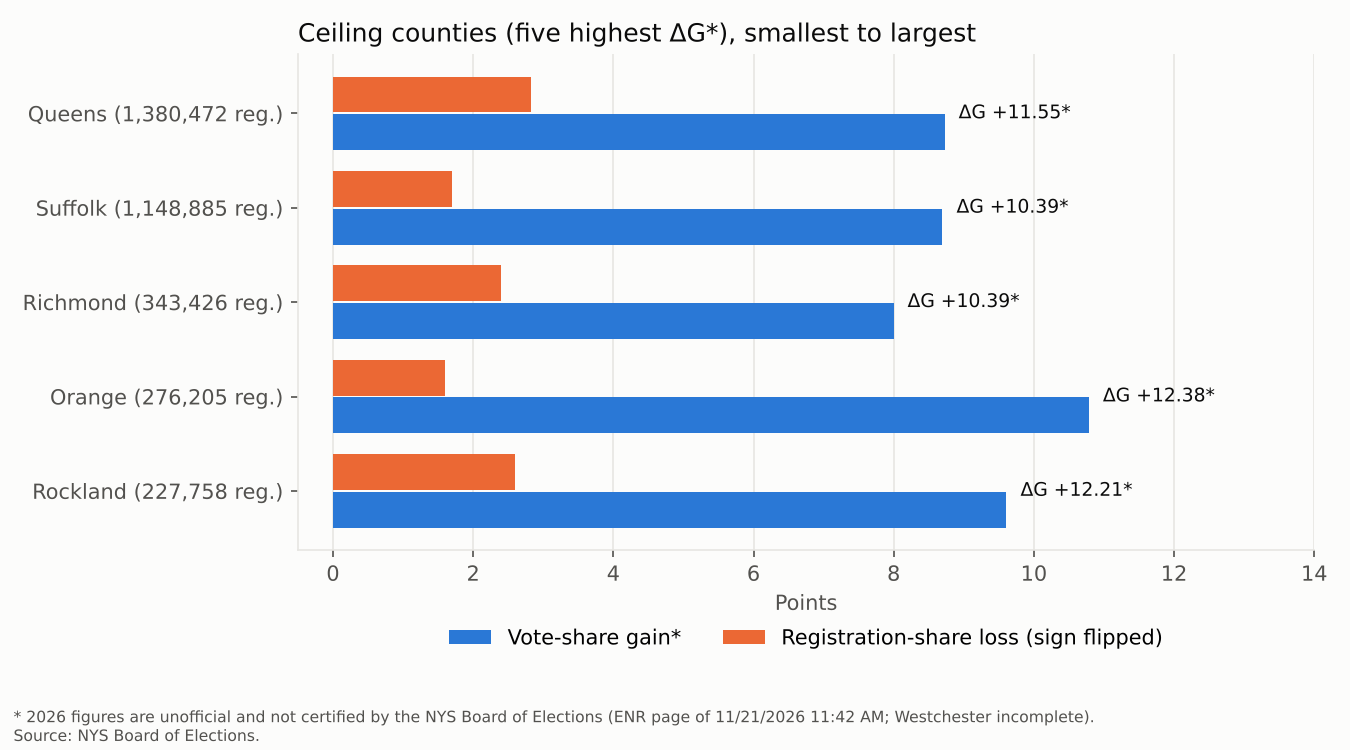 Ceiling counties (five highest ΔG*), smallest to largest
Queens (1,380,472 reg.)
ΔG +11.55*
Suffolk (1,148,885 reg.)
ΔG +10.39*
Richmond (343,426 reg.)
ΔG +10.39*
Orange (276,205 reg.)
ΔG +12.38*
Rockland (227,758 reg.)
ΔG +12.21*
0 2 4 6 8 10 12 14
Points
Vote-share gain* Registration-share loss (sign flipped)
* 2026 figures are unofficial and not certified by the NYS Board of Elections (ENR page of 11/21/2026 11:42 AM; Westchester incomplete).
Source: NYS Board of Elections.